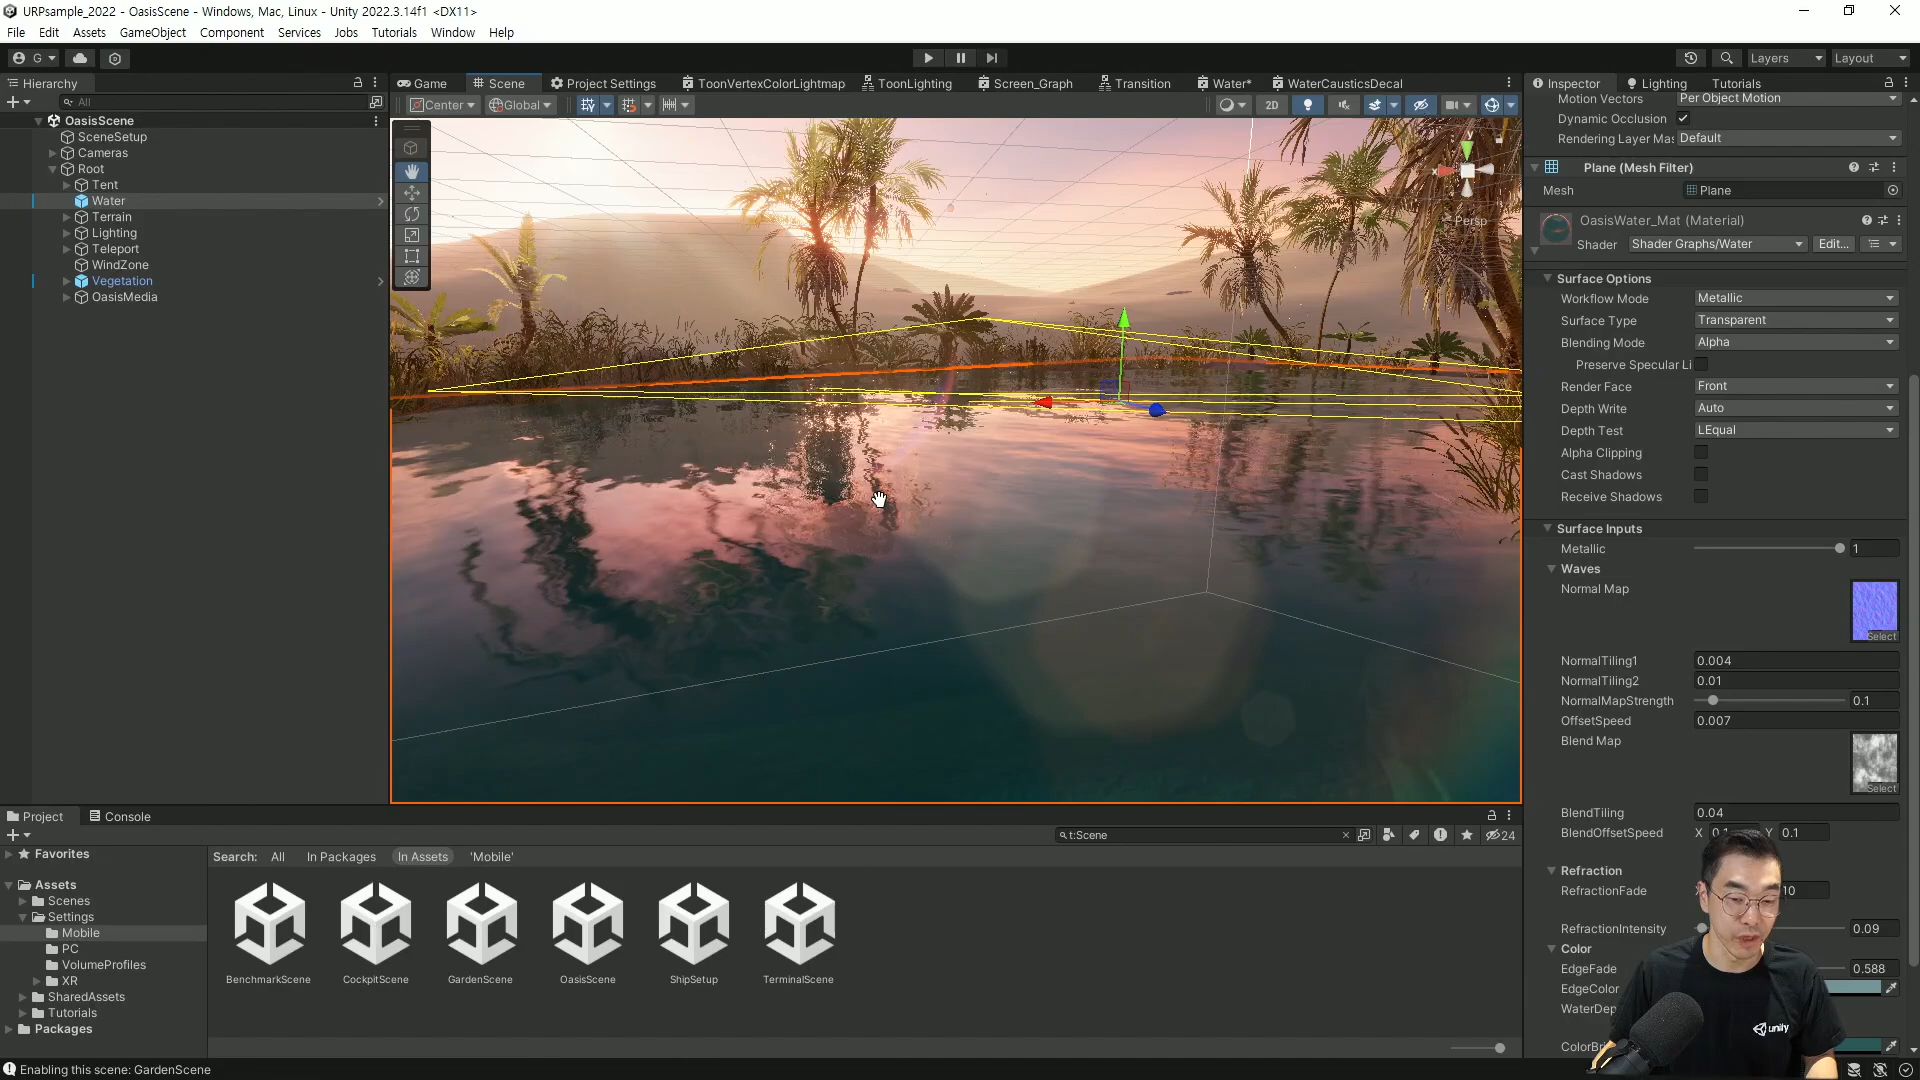 URPsample_2022 - OasisScene - Windows, Mac, Linux - Unity 2022.3.14f1 <DX11>
File Edit Assets GameObject Component Services Jobs Tutorials Window Help
G Layers Layout
Hierarchy Game Scene Project Settings ToonVertexColorLightmap ToonLighting Screen_Graph Transition Water* WaterCausticsDecal Inspector Lighting Tutorials
All Center Global 2D
OasisScene
SceneSetup
Cameras
Root
Tent
Water
Terrain
Lighting
Teleport
WindZone
Vegetation
OasisMedia
y
x
Persp
Motion Vectors Per Object Motion
Dynamic Occlusion
Rendering Layer Mas Default
Plane (Mesh Filter)
Mesh Plane
OasisWater_Mat (Material)
Shader Shader Graphs/Water Edit...
Surface Options
Workflow Mode Metallic
Surface Type Transparent
Blending Mode Alpha
Preserve Specular Li
Render Face Front
Depth Write Auto
Depth Test LEqual
Alpha Clipping
Cast Shadows
Receive Shadows
Surface Inputs
Metallic 1
Waves
Normal Map
Select
NormalTiling1 0.004
NormalTiling2 0.01
NormalMapStrength 0.1
OffsetSpeed 0.007
Blend Map
Select
BlendTiling 0.04
BlendOffsetSpeed X 0.1 Y 0.1
Refraction
RefractionFade 10
RefractionIntensity 0.09
Color
EdgeFade 0.588
EdgeColor
WaterDep
ColorBri
unity
Project Console
t:Scene 24
Favorites
Assets
Scenes
Settings
Mobile
PC
VolumeProfiles
XR
SharedAssets
Tutorials
Packages
Search: All In Packages In Assets 'Mobile'
BenchmarkScene CockpitScene GardenScene OasisScene ShipSetup TerminalScene
Enabling this scene: GardenScene